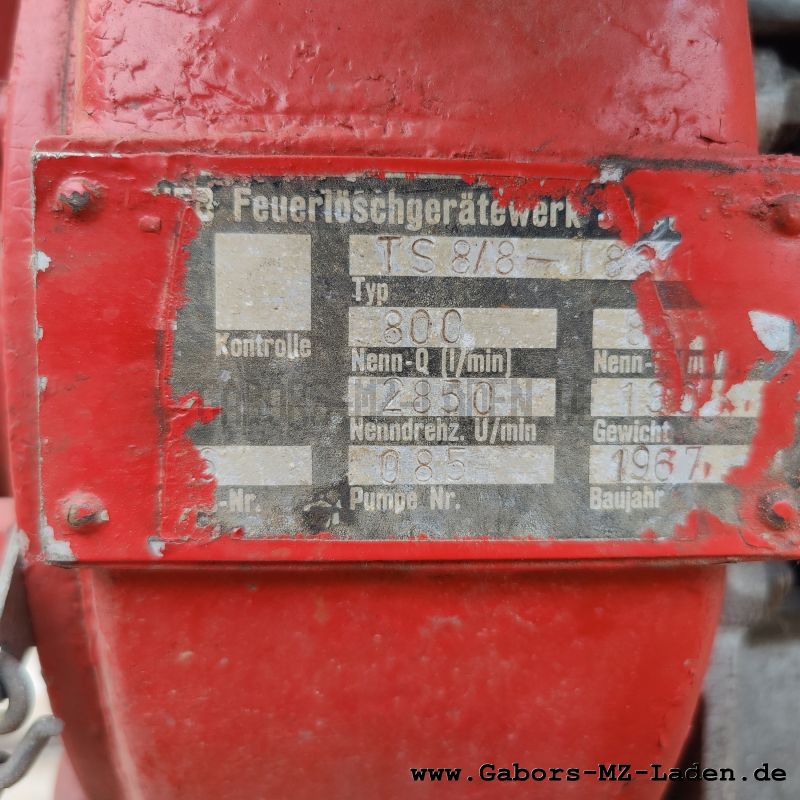 Feuerlöschgerätewerk
TS 8/8 -
Typ
Kontrolle
800
Nenn-Q (l/min)
2850
Nenndrehz. U/min
Gewicht
085
1967
-Nr.
Pumpe Nr.
Baujahr
www.Gabors-MZ-Laden.de